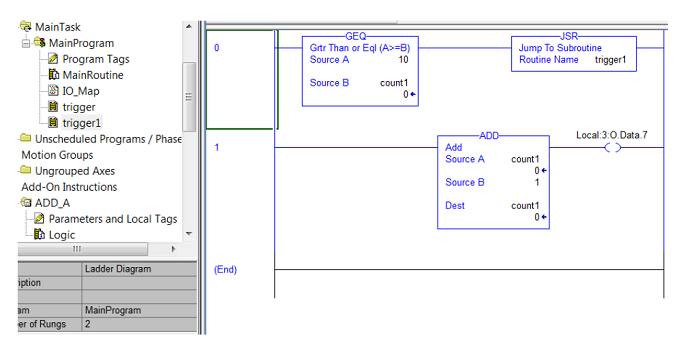 MainTask
MainProgram
Program Tags
MainRoutine
IO_Map
trigger
trigger1
Unscheduled Programs / Phase
Motion Groups
Ungrouped Axes
Add-On Instructions
ADD_A
Parameters and Local Tags
Logic
Ladder Diagram
iption
am MainProgram
er of Rungs 2
0
GEQ
Grtr Than or Eql (A>=B)
Source A 10
Source B count1
0
JSR
Jump To Subroutine
Routine Name trigger1
1
ADD
Add
Source A count1
0
Source B 1
Dest count1
0
Local:3:O.Data.7
(End)